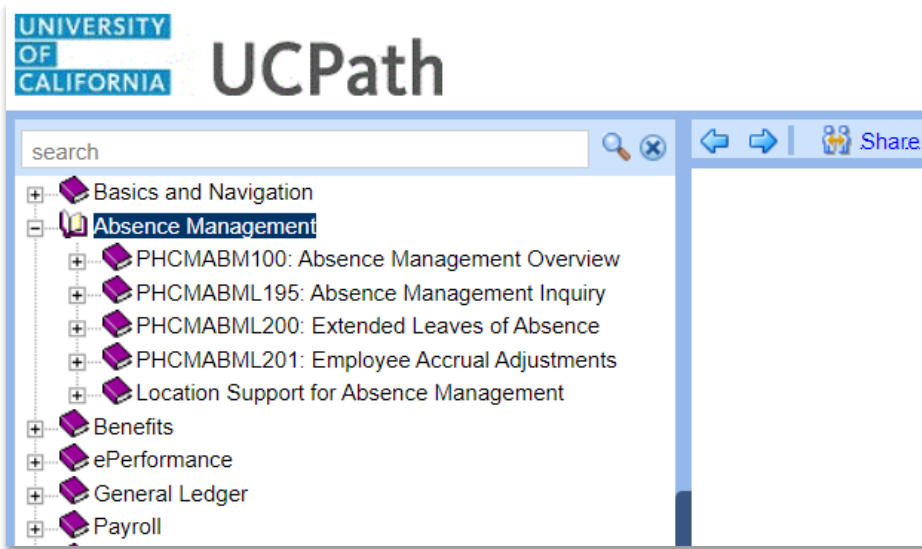 UNIVERSITY
OF
CALIFORNIA
UCPath
search
Share
Basics and Navigation
Absence Management
PHCMABM100: Absence Management Overview
PHCMABML195: Absence Management Inquiry
PHCMABML200: Extended Leaves of Absence
PHCMABML201: Employee Accrual Adjustments
Location Support for Absence Management
Benefits
ePerformance
General Ledger
Payroll